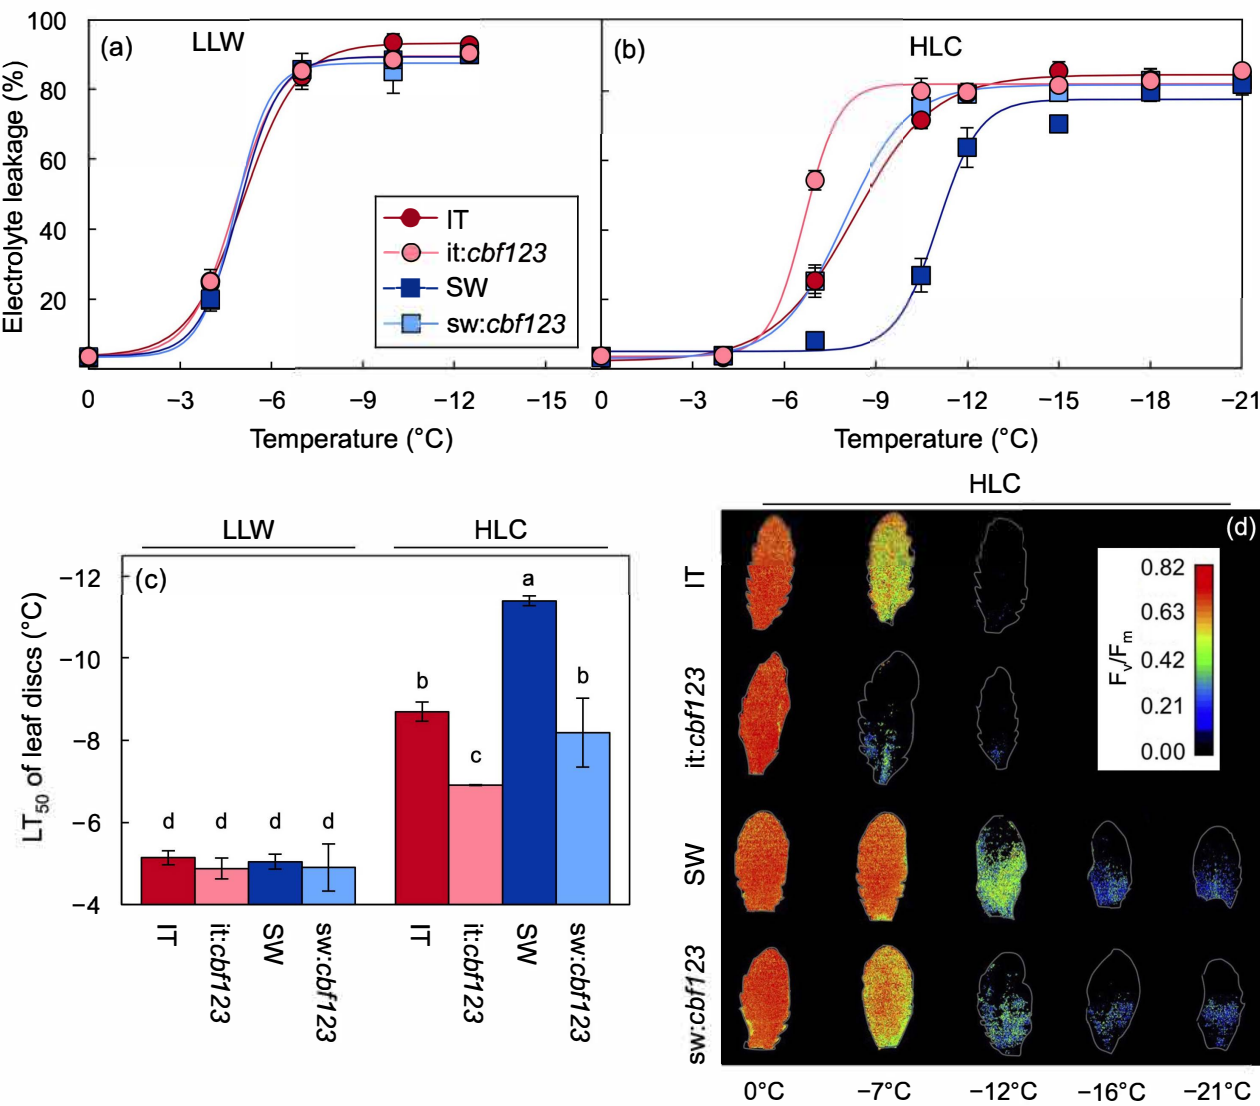 100
80
60
40
20
Electrolyte leakage (%)
(a)
LLW
IT
it:cbf123
SW
sw:cbf123
0
−3
−6
−9
−12
−15
Temperature (°C)
(b)
HLC
0
−3
−6
−9
−12
−15
−18
−21
Temperature (°C)
LLW
HLC
(c)
−12
−10
−8
−6
−4
LT50 of leaf discs (°C)
d
d
d
d
b
c
a
b
IT
it:cbf123
SW
sw:cbf123
IT
it:cbf123
SW
sw:cbf123
HLC
(d)
IT
it:cbf123
SW
sw:cbf123
Fv/Fm
0.82
0.63
0.42
0.21
0.00
0°C
−7°C
−12°C
−16°C
−21°C